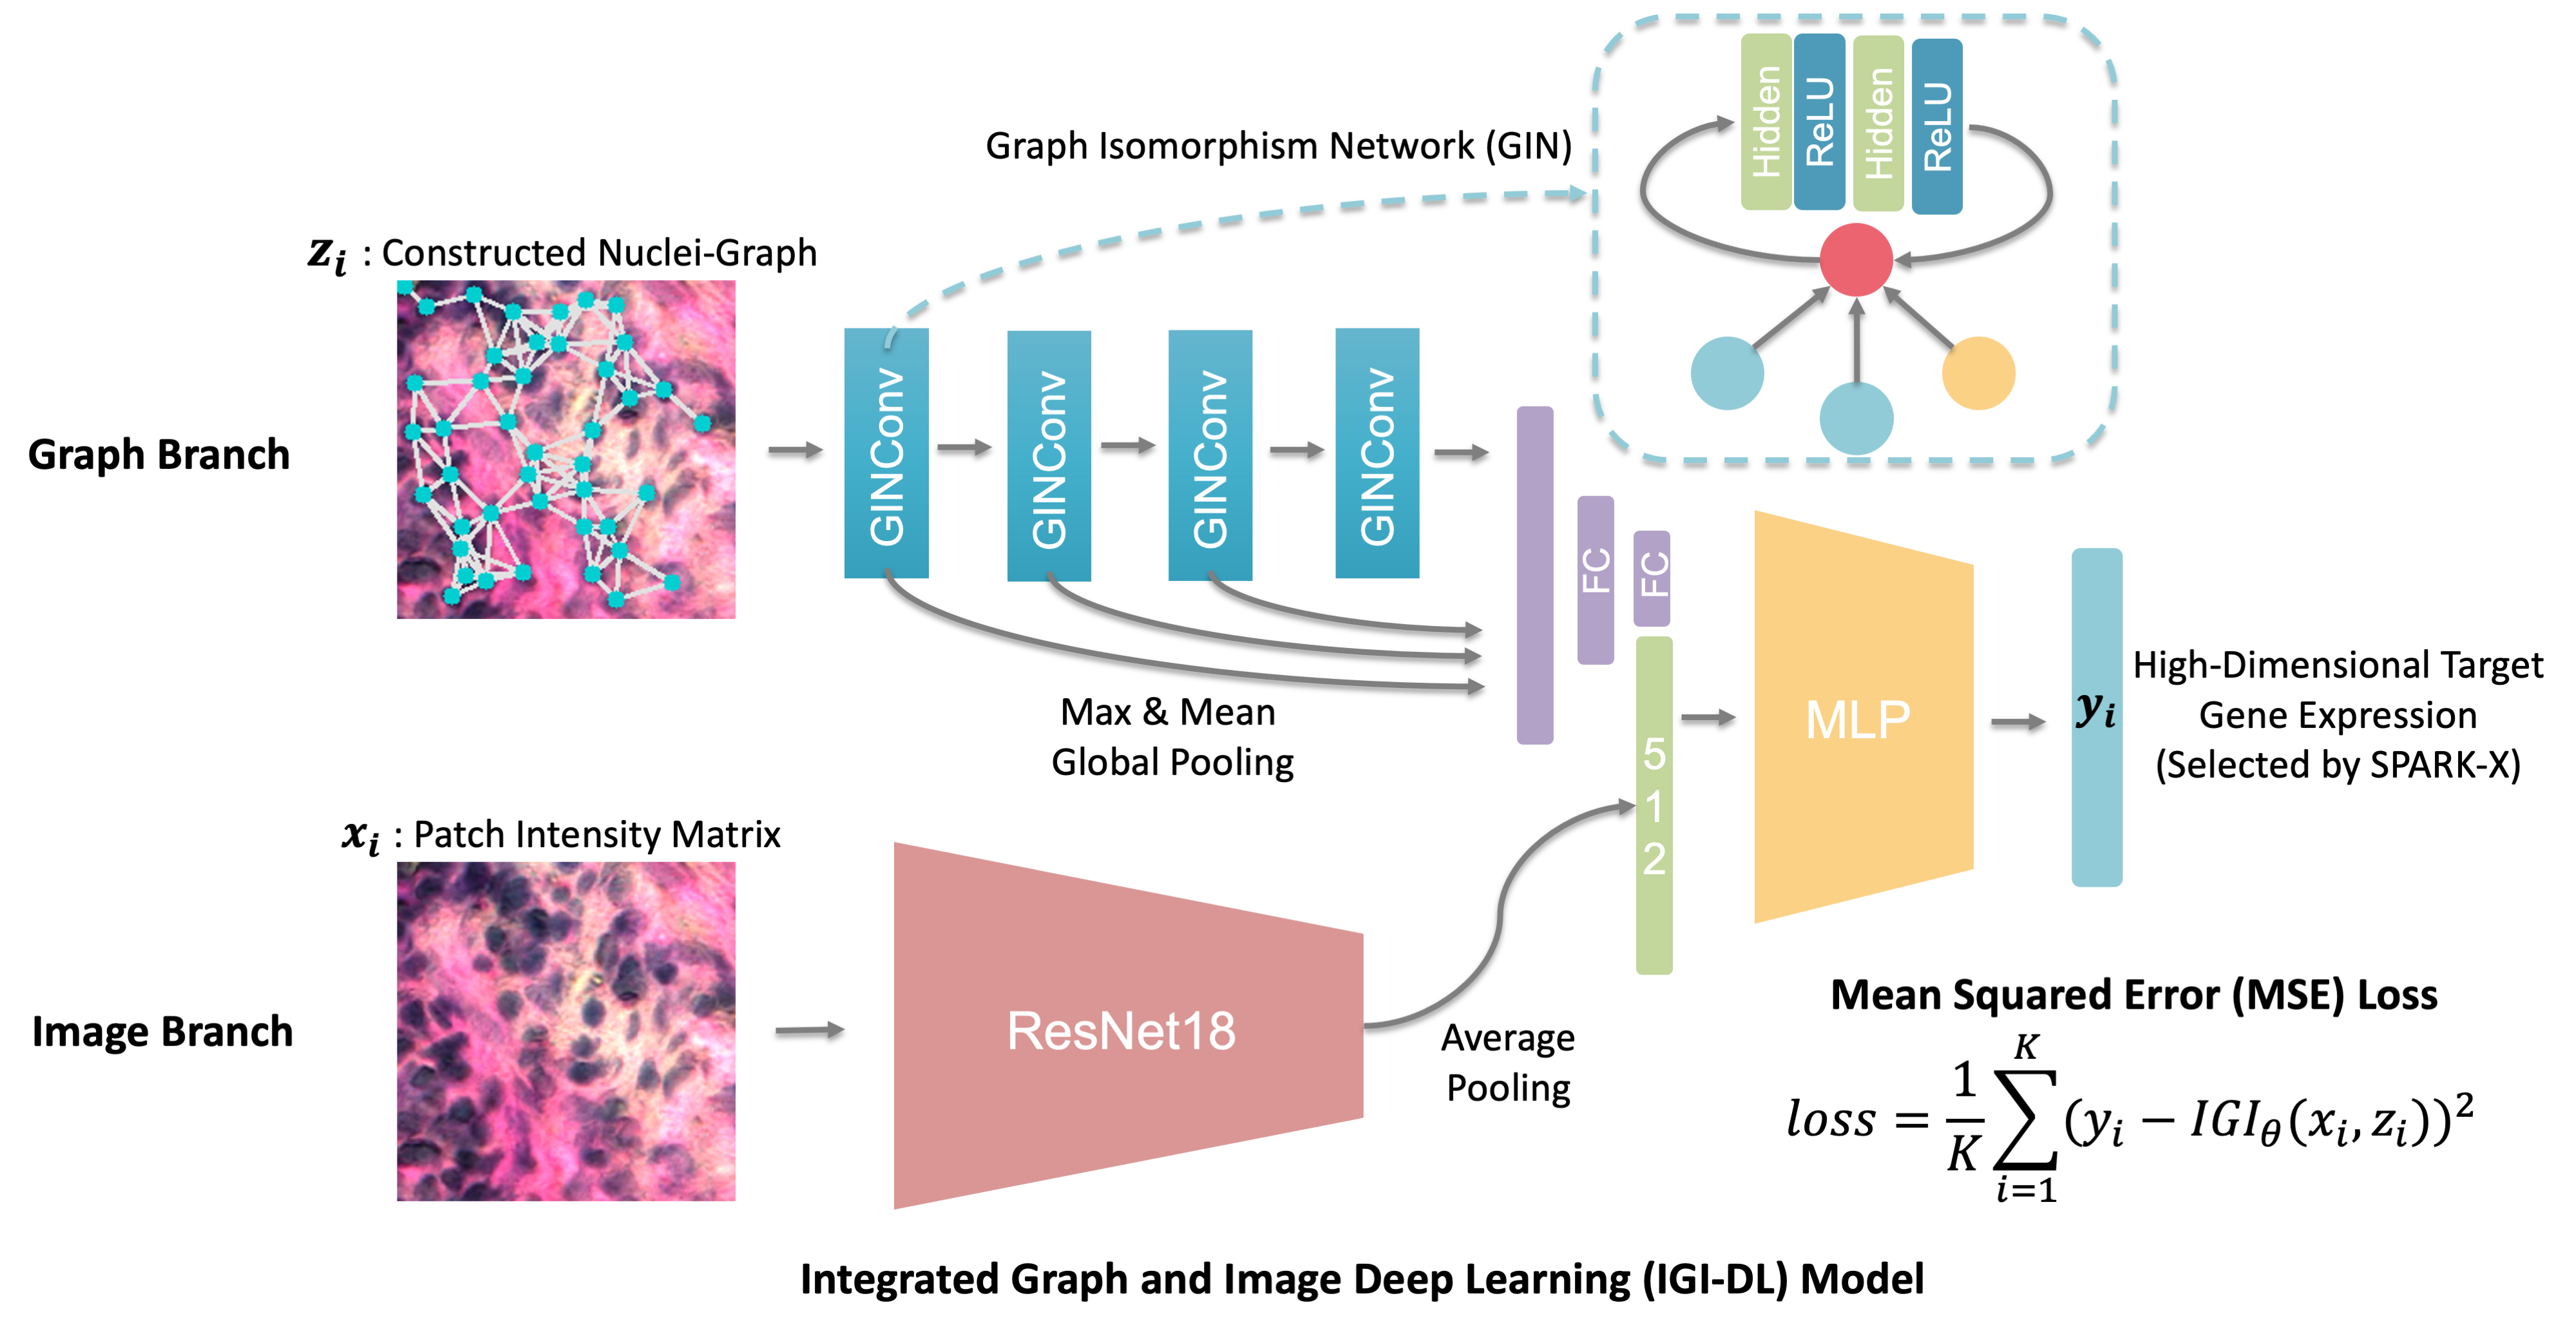 Graph Isomorphism Network (GIN)
Hidden
ReLU
Hidden
ReLU
z_i : Constructed Nuclei-Graph
Graph Branch
GINConv
GINConv
GINConv
GINConv
FC
FC
Max & Mean
Global Pooling
512
MLP
y_i
High-Dimensional Target
Gene Expression
(Selected by SPARK-X)
x_i : Patch Intensity Matrix
Image Branch
ResNet18
Average
Pooling
Mean Squared Error (MSE) Loss
loss = \frac{1}{K} \sum_{i=1}^{K} (y_i − IGI_θ(x_i, z_i))^2
Integrated Graph and Image Deep Learning (IGI-DL) Model